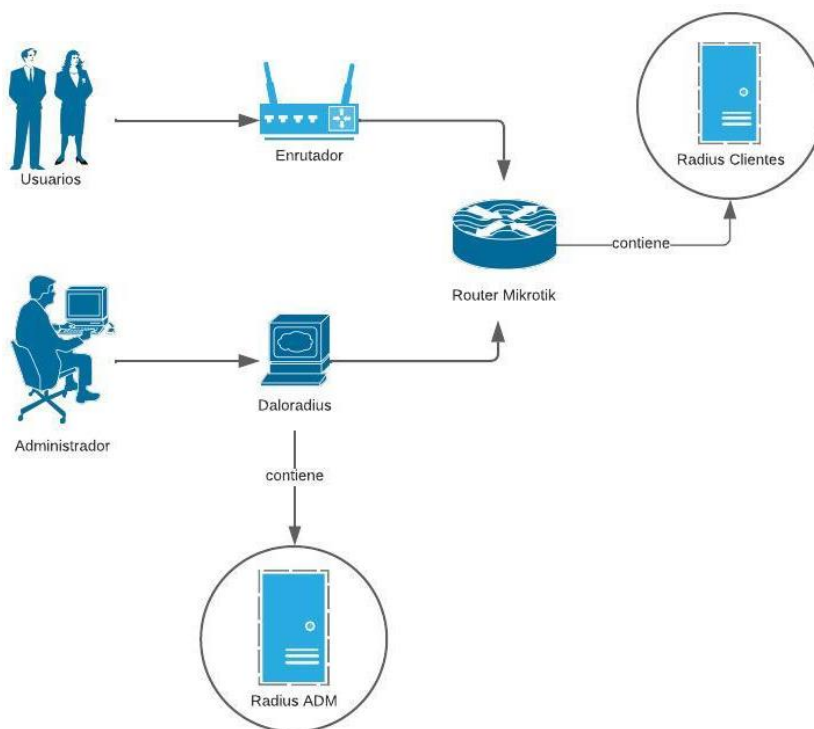 Radius Clientes
Usuarios
Enrutador
contiene
Router Mikrotik
Daloradius
Administrador
contiene
Radius ADM